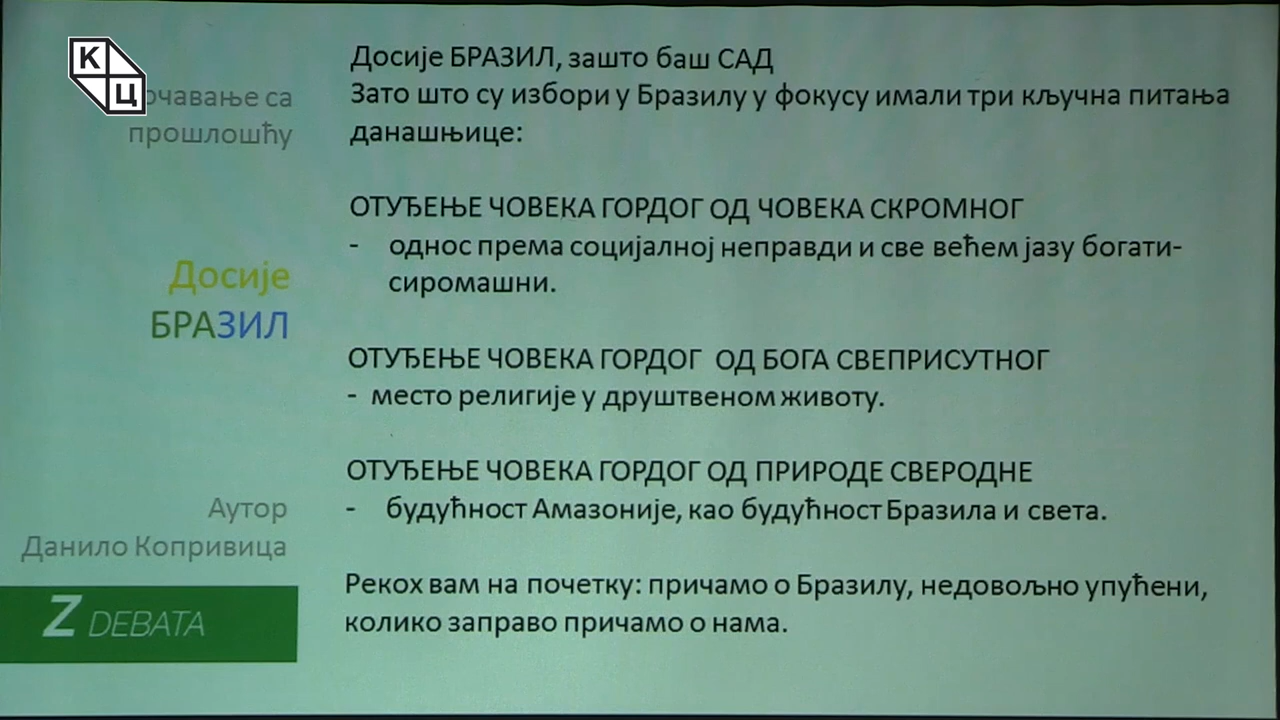 К
Ц
очавање са
прошлошћу
Досије
БРАЗИЛ
Аутор
Данило Копривица
Z DEBATA
Досије БРАЗИЛ, зашто баш САД
Зато што су избори у Бразилу у фокусу имали три кључна питања
данашњице:
ОТУЂЕЊЕ ЧОВЕКА ГОРДОГ ОД ЧОВЕКА СКРОМНОГ
- однос према социјалној неправди и све већем јазу богати-
сиромашни.
ОТУЂЕЊЕ ЧОВЕКА ГОРДОГ ОД БОГА СВЕПРИСУТНОГ
- место религије у друштвеном животу.
ОТУЂЕЊЕ ЧОВЕКА ГОРДОГ ОД ПРИРОДЕ СВЕРОДНЕ
- будућност Амазоније, као будућност Бразила и света.
Рекох вам на почетку: причамо о Бразилу, недовољно упућени,
колико заправо причамо о нама.